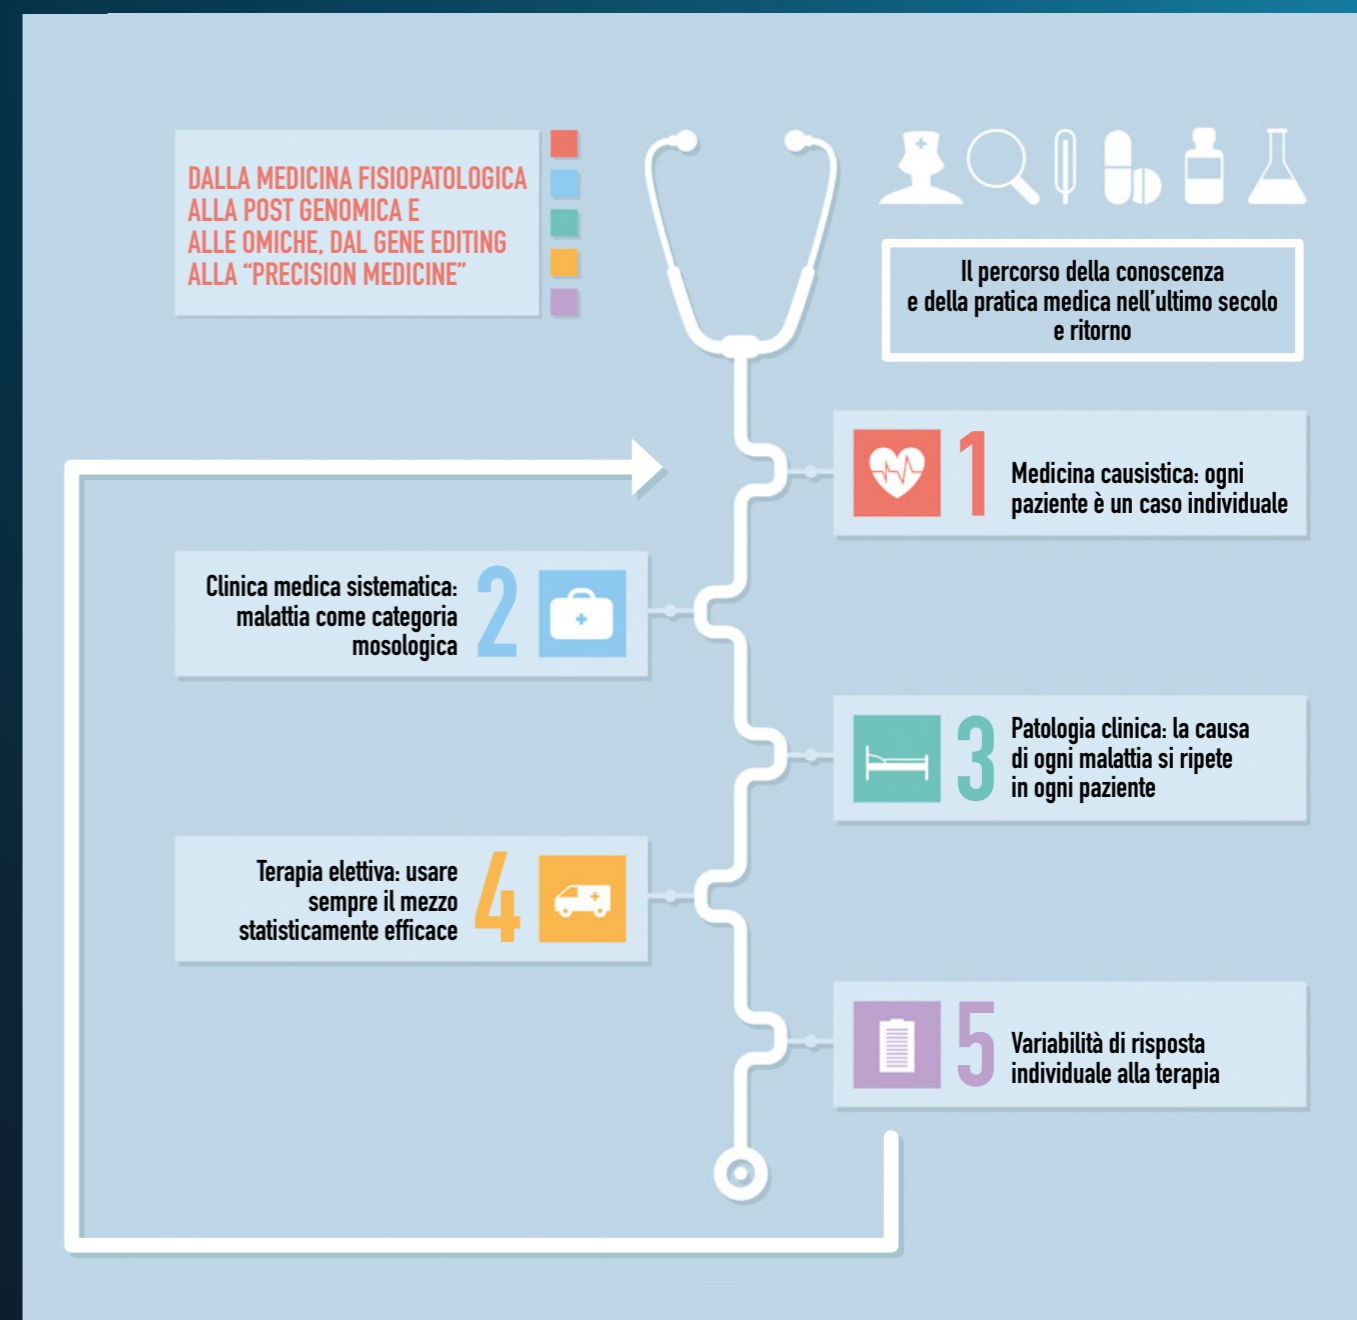 DALLA MEDICINA FISIOPATOLOGICA
ALLA POST GENOMICA E
ALLE OMICHE, DAL GENE EDITING
ALLA “PRECISION MEDICINE”
Il percorso della conoscenza
e della pratica medica nell’ultimo secolo
e ritorno
1
Medicina causistica: ogni
paziente è un caso individuale
Clinica medica sistematica:
malattia come categoria
mosologica
2
3
Patologia clinica: la causa
di ogni malattia si ripete
in ogni paziente
Terapia elettiva: usare
sempre il mezzo
statisticamente efficace
4
5
Variabilità di risposta
individuale alla terapia